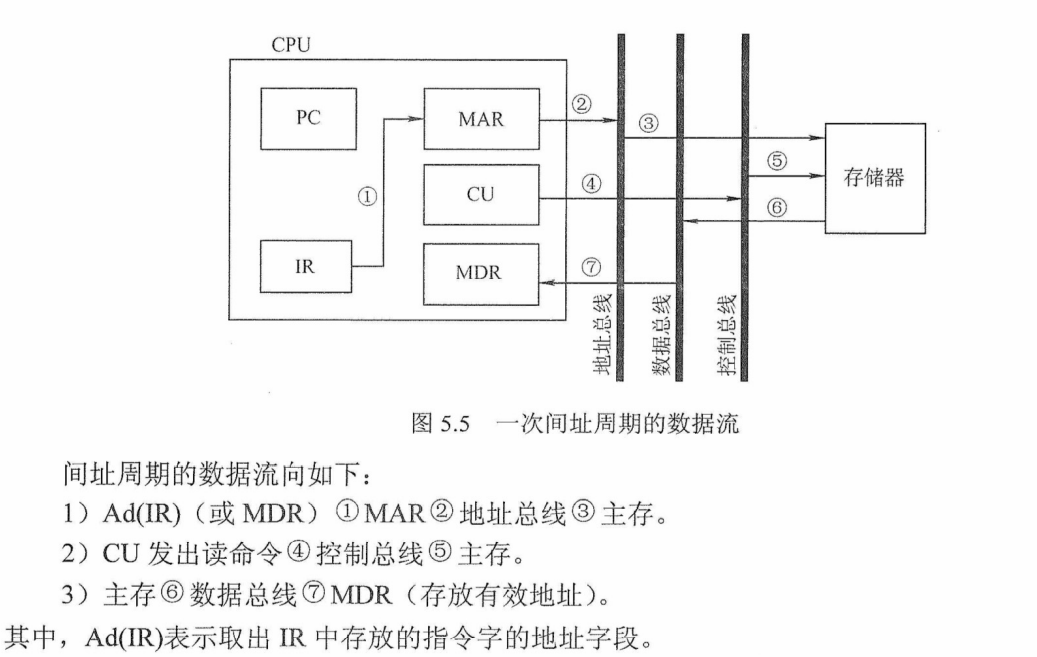 CPU
PC
MAR
②
③
⑤
存储器
①
CU
④
⑥
IR
MDR
⑦
地址总线
数据总线
控制总线
图 5.5 一次间址周期的数据流
间址周期的数据流向如下：
1）Ad(IR)（或 MDR）①MAR②地址总线③主存。
2）CU 发出读命令④控制总线⑤主存。
3）主存⑥数据总线⑦MDR（存放有效地址）。
其中，Ad(IR)表示取出 IR 中存放的指令字的地址字段。